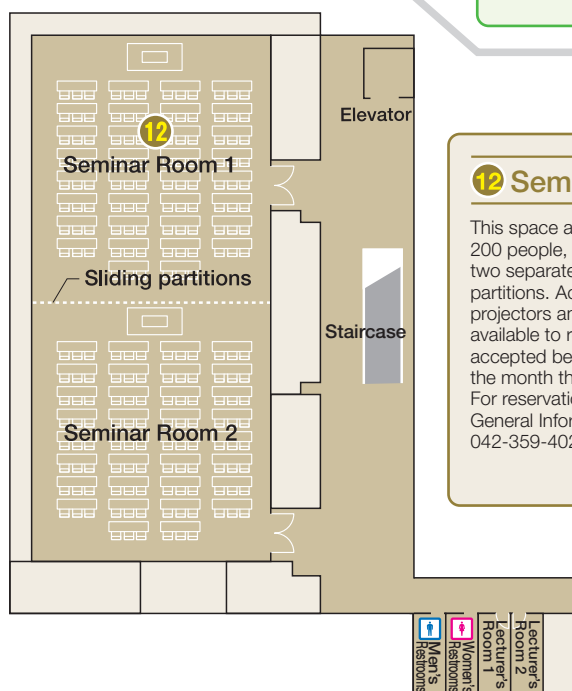 12
Seminar Room 1
Sliding partitions
Seminar Room 2
Elevator
Staircase
12 Sem
This space a
200 people,
two separate
partitions. Ac
projectors an
available to r
accepted be
the month th
For reservatio
General Infor
042-359-402
Men's
Restrooms
Women's
Restrooms
Lecturer's
Room 1
Lecturer's
Room 2